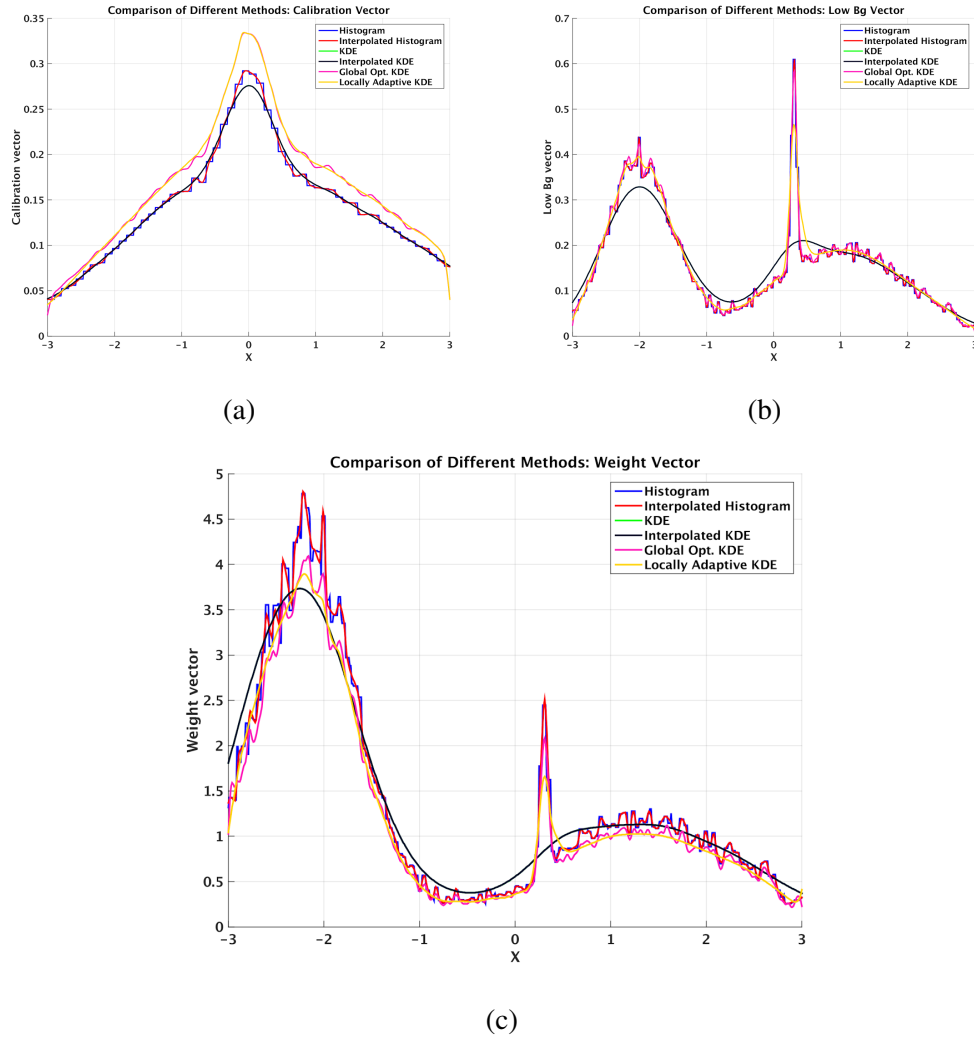 Comparison of Different Methods: Calibration Vector
0.35
0.3
0.25
0.2
0.15
0.1
0.05
0
Calibration vector
Histogram
Interpolated Histogram
KDE
Interpolated KDE
Global Opt. KDE
Locally Adaptive KDE
-3
-2
-1
0
1
2
3
X
(a)
Comparison of Different Methods: Low Bg Vector
0.7
0.6
0.5
0.4
0.3
0.2
0.1
0
Low Bg vector
Histogram
Interpolated Histogram
KDE
Interpolated KDE
Global Opt. KDE
Locally Adaptive KDE
-3
-2
-1
0
1
2
3
X
(b)
Comparison of Different Methods: Weight Vector
5
4.5
4
3.5
3
2.5
2
1.5
1
0.5
0
Weight vector
Histogram
Interpolated Histogram
KDE
Interpolated KDE
Global Opt. KDE
Locally Adaptive KDE
-3
-2
-1
0
1
2
3
X
(c)